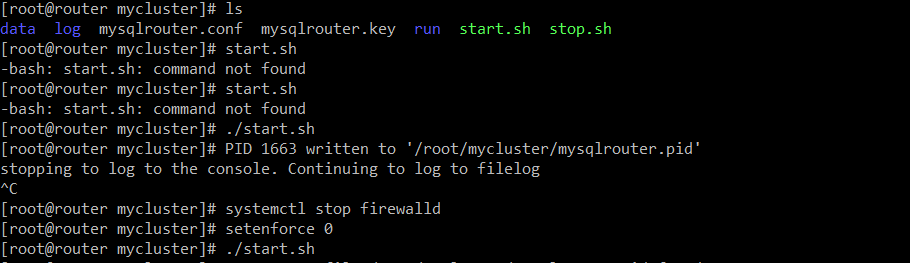 [root@router mycluster]# ls
data log mysqlrouter.conf mysqlrouter.key run start.sh stop.sh
[root@router mycluster]# start.sh
-bash: start.sh: command not found
[root@router mycluster]# start.sh
-bash: start.sh: command not found
[root@router mycluster]# ./start.sh
[root@router mycluster]# PID 1663 written to '/root/mycluster/mysqlrouter.pid'
stopping to log to the console. Continuing to log to filelog
^C
[root@router mycluster]# systemctl stop firewalld
[root@router mycluster]# setenforce 0
[root@router mycluster]# ./start.sh